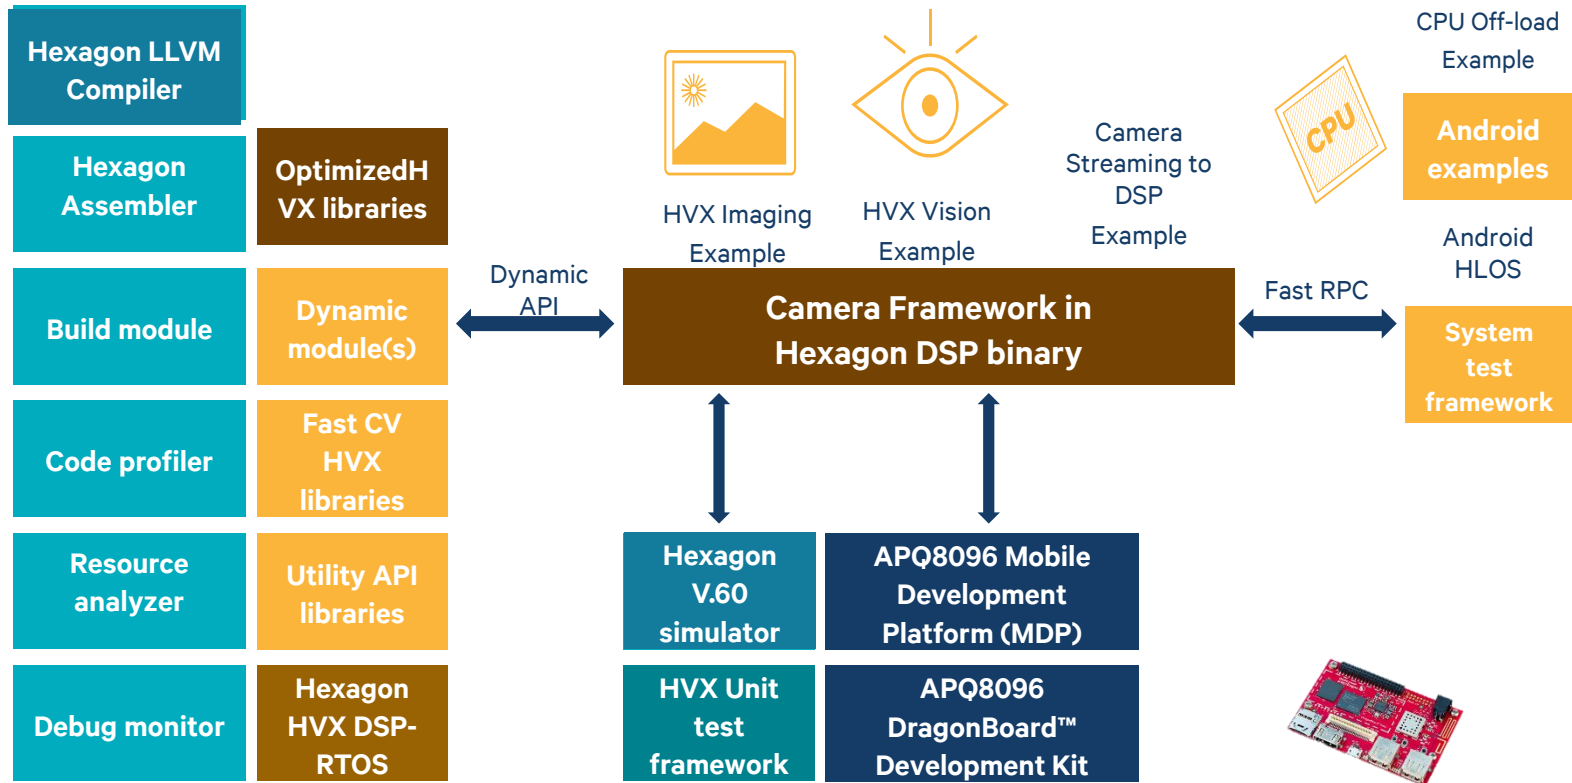 Hexagon LLVM
Compiler
Hexagon
Assembler
Build module
Code profiler
Resource
analyzer
Debug monitor
OptimizedH
VX libraries
Dynamic
module(s)
Fast CV
HVX
libraries
Utility API
libraries
Hexagon
HVX DSP-
RTOS
Dynamic
API
HVX Imaging
Example
HVX Vision
Example
Camera
Streaming to
DSP
Example
Camera Framework in
Hexagon DSP binary
Hexagon
V.60
simulator
HVX Unit
test
framework
APQ8096 Mobile
Development
Platform (MDP)
APQ8096
DragonBoard™
Development Kit
Fast RPC
CPU
CPU Off-load
Example
Android
examples
Android
HLOS
System
test
framework